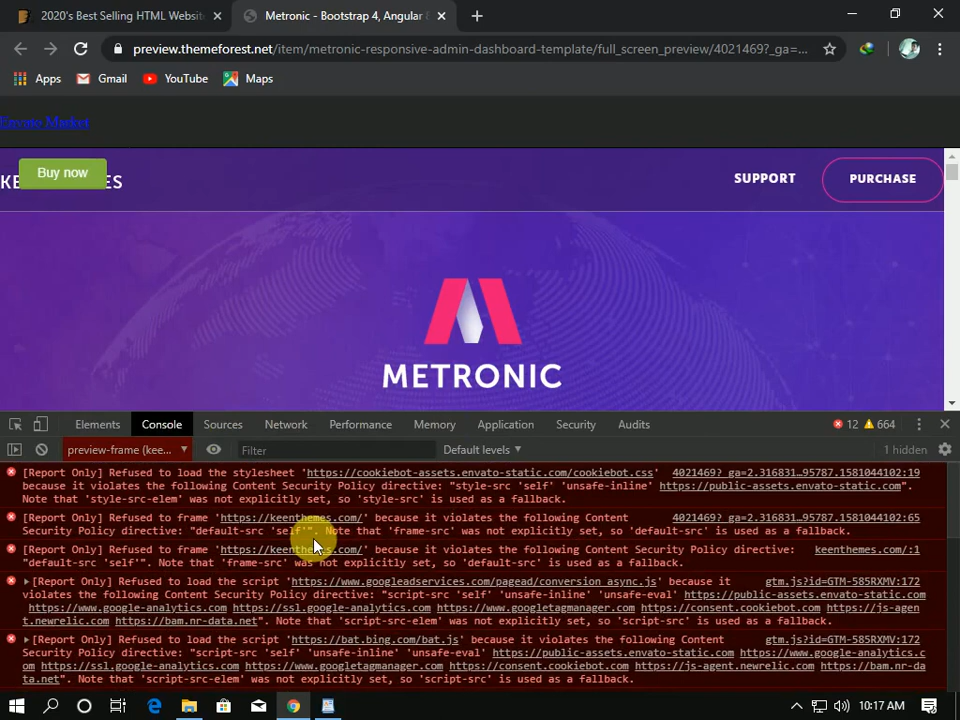 2020's Best Selling HTML Websit
Metronic - Bootstrap 4, Angular 8
preview.themeforest.net/item/metronic-responsive-admin-dashboard-template/full_screen_preview/4021469?_ga=...
Apps
Gmail
YouTube
Maps
Envato Market
Buy now
SUPPORT
PURCHASE
METRONIC
Elements
Console
Sources
Network
Performance
Memory
Application
Security
Audits
12
664
preview-frame (kee...
Filter
Default levels
1 hidden
[Report Only] Refused to load the stylesheet 'https://cookiebot-assets.envato-static.com/cookiebot.css' 4021469?_ga=2.316831…95787.1581044102:19
because it violates the following Content Security Policy directive: "style-src 'self' 'unsafe-inline' https://public-assets.envato-static.com".
Note that 'style-src-elem' was not explicitly set, so 'style-src' is used as a fallback.
[Report Only] Refused to frame 'https://keenthemes.com/' because it violates the following Content 4021469?_ga=2.316831…95787.1581044102:65
Security Policy directive: "default-src 'self'". Note that 'frame-src' was not explicitly set, so 'default-src' is used as a fallback.
[Report Only] Refused to frame 'https://keenthemes.com/' because it violates the following Content Security Policy directive: keenthemes.com/:1
"default-src 'self'". Note that 'frame-src' was not explicitly set, so 'default-src' is used as a fallback.
[Report Only] Refused to load the script 'https://www.googleadservices.com/pagead/conversion_async.js' because it gtm.js?id=GTM-585RXMV:172
violates the following Content Security Policy directive: "script-src 'self' 'unsafe-inline' 'unsafe-eval' https://public-assets.envato-static.com
https://www.google-analytics.com https://ssl.google-analytics.com https://www.googletagmanager.com https://consent.cookiebot.com https://js-agen
t.newrelic.com https://bam.nr-data.net". Note that 'script-src-elem' was not explicitly set, so 'script-src' is used as a fallback.
[Report Only] Refused to load the script 'https://bat.bing.com/bat.js' because it violates the following Content gtm.js?id=GTM-585RXMV:172
Security Policy directive: "script-src 'self' 'unsafe-inline' 'unsafe-eval' https://public-assets.envato-static.com https://www.google-analytics.c
om https://ssl.google-analytics.com https://www.googletagmanager.com https://consent.cookiebot.com https://js-agent.newrelic.com https://bam.nr-da
ta.net". Note that 'script-src-elem' was not explicitly set, so 'script-src' is used as a fallback.
10:17 AM